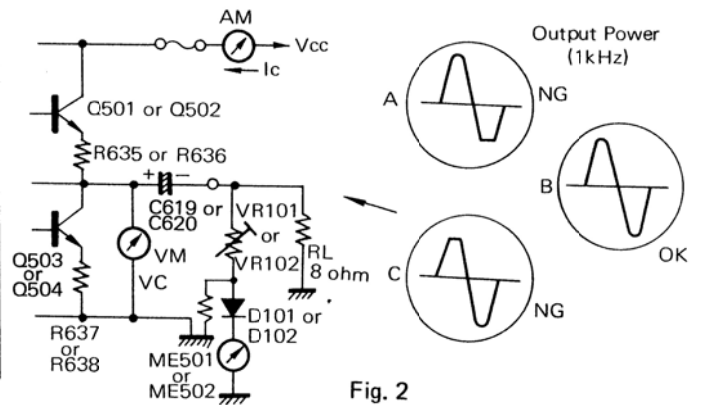 AM
Vcc
Ic
Q501 or Q502
R635 or R636
+ −
C619 or
C620
VR101
or
VR102
RL
8 ohm
Q503
or
Q504
VM
VC
D101 or
D102
R637
or
R638
ME501
or
ME502
Fig. 2
Output Power
(1kHz)
A
NG
B
OK
C
NG